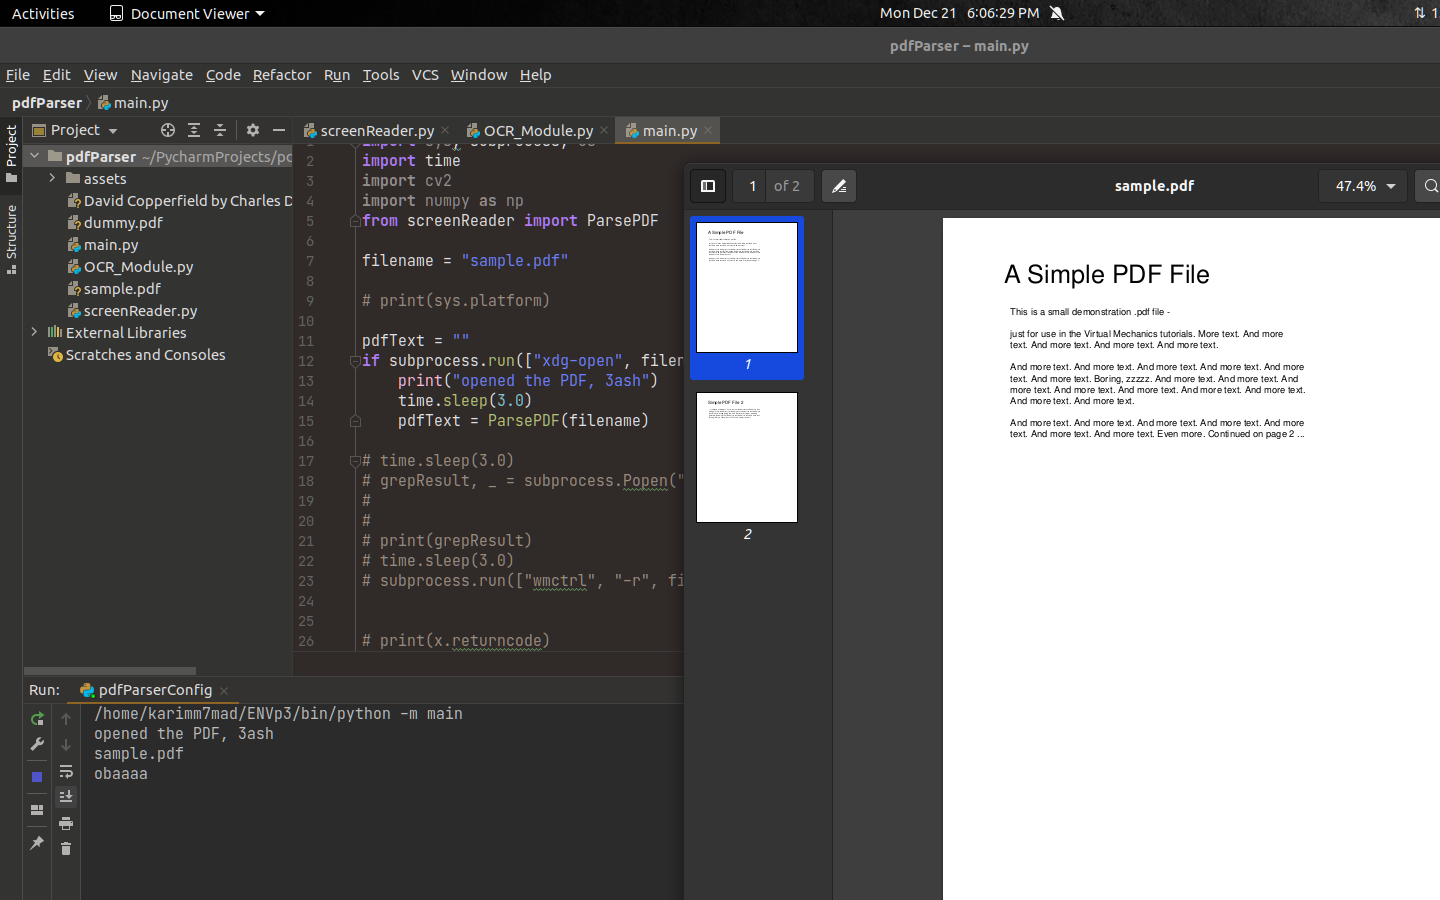 Activities
Document Viewer
Mon Dec 21 6:06:29 PM
pdfParser – main.py
File Edit View Navigate Code Refactor Run Tools VCS Window Help
pdfParser main.py
Project
Structure
Project
pdfParser ~/PycharmProjects/
assets
David Copperfield by Charles D
dummy.pdf
main.py
OCR_Module.py
sample.pdf
screenReader.py
External Libraries
Scratches and Consoles
screenReader.py OCR_Module.py main.py
2 import time
3 import cv2
4 import numpy as np
5 from screenReader import ParsePDF
6
7 filename = "sample.pdf"
8
9 # print(sys.platform)
10
11 pdfText = ""
12 if subprocess.run(["xdg-open", filen
13 print("opened the PDF, 3ash")
14 time.sleep(3.0)
15 pdfText = ParsePDF(filename)
16
17 # time.sleep(3.0)
18 # grepResult, _ = subprocess.Popen("
19 #
20 #
21 # print(grepResult)
22 # time.sleep(3.0)
23 # subprocess.run(["wmctrl", "-r", fi
24
25
26 # print(x.returncode)
Run: pdfParserConfig
/home/karimm7mad/ENVp3/bin/python -m main
opened the PDF, 3ash
sample.pdf
obaaaa
1 of 2
sample.pdf
47.4%
A Simple PDF File
1
Simple PDF File 2
2
A Simple PDF File
This is a small demonstration .pdf file -
just for use in the Virtual Mechanics tutorials. More text. And more
text. And more text. And more text. And more text.
And more text. And more text. And more text. And more text. And more
text. And more text. Boring, zzzzz. And more text. And more text. And
more text. And more text. And more text. And more text. And more text.
And more text. And more text.
And more text. And more text. And more text. And more text. And more
text. And more text. And more text. Even more. Continued on page 2 ...